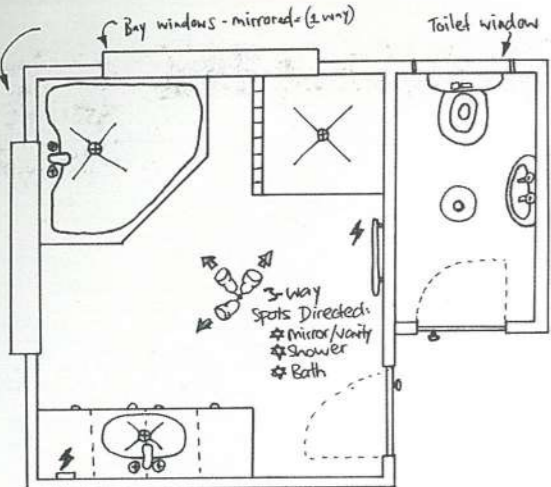 Bay windows - mirrored = (1 way)
Toilet window
3-way
Spots Directed:
☆ mirror/vanity
☆ Shower
☆ Bath